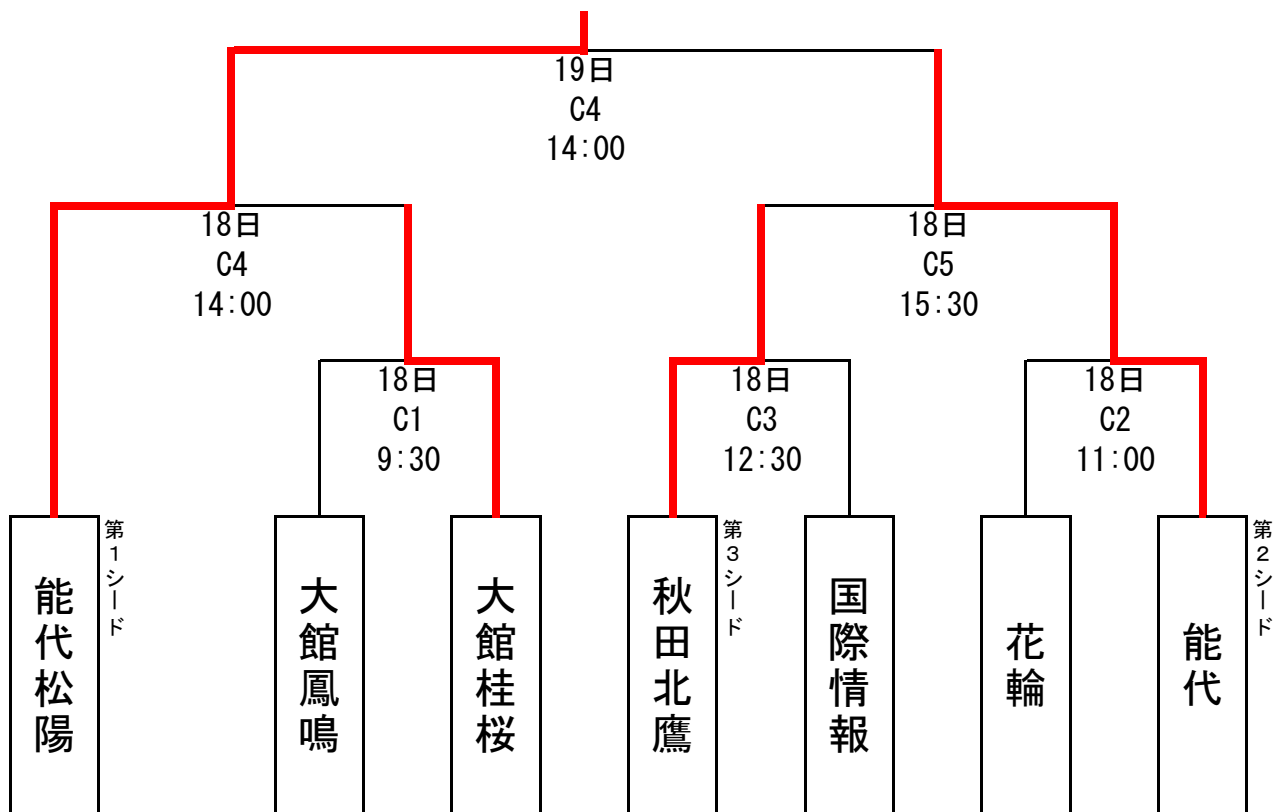 19日
C4
14:00
18日
C4
14:00
18日
C5
15:30
18日
C1
9:30
18日
C3
12:30
18日
C2
11:00
能代松陽
第1シード
大館鳳鳴
大館桂桜
秋田北鷹
第3シード
国際情報
花輪
能代
第2シード